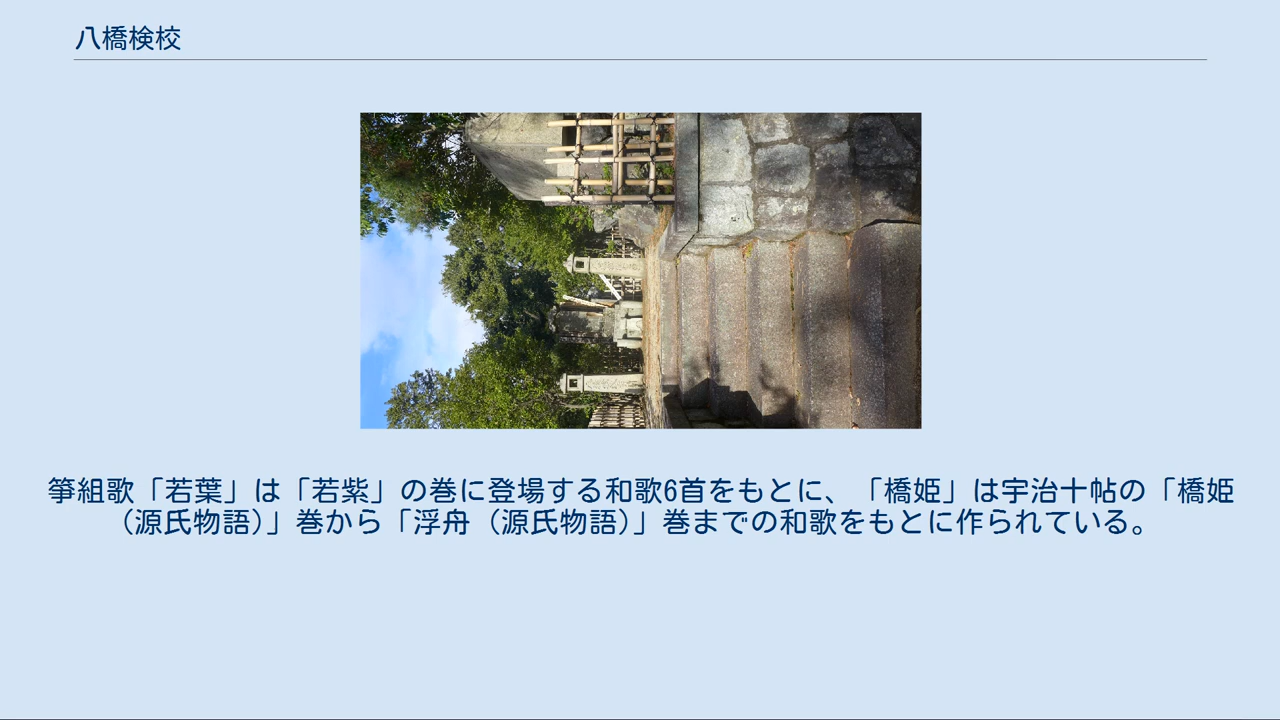 八橋検校
箏組歌「若葉」は「若紫」の巻に登場する和歌6首をもとに、「橋姫」は宇治十帖の「橋姫
（源氏物語）」巻から「浮舟（源氏物語）」巻までの和歌をもとに作られている。